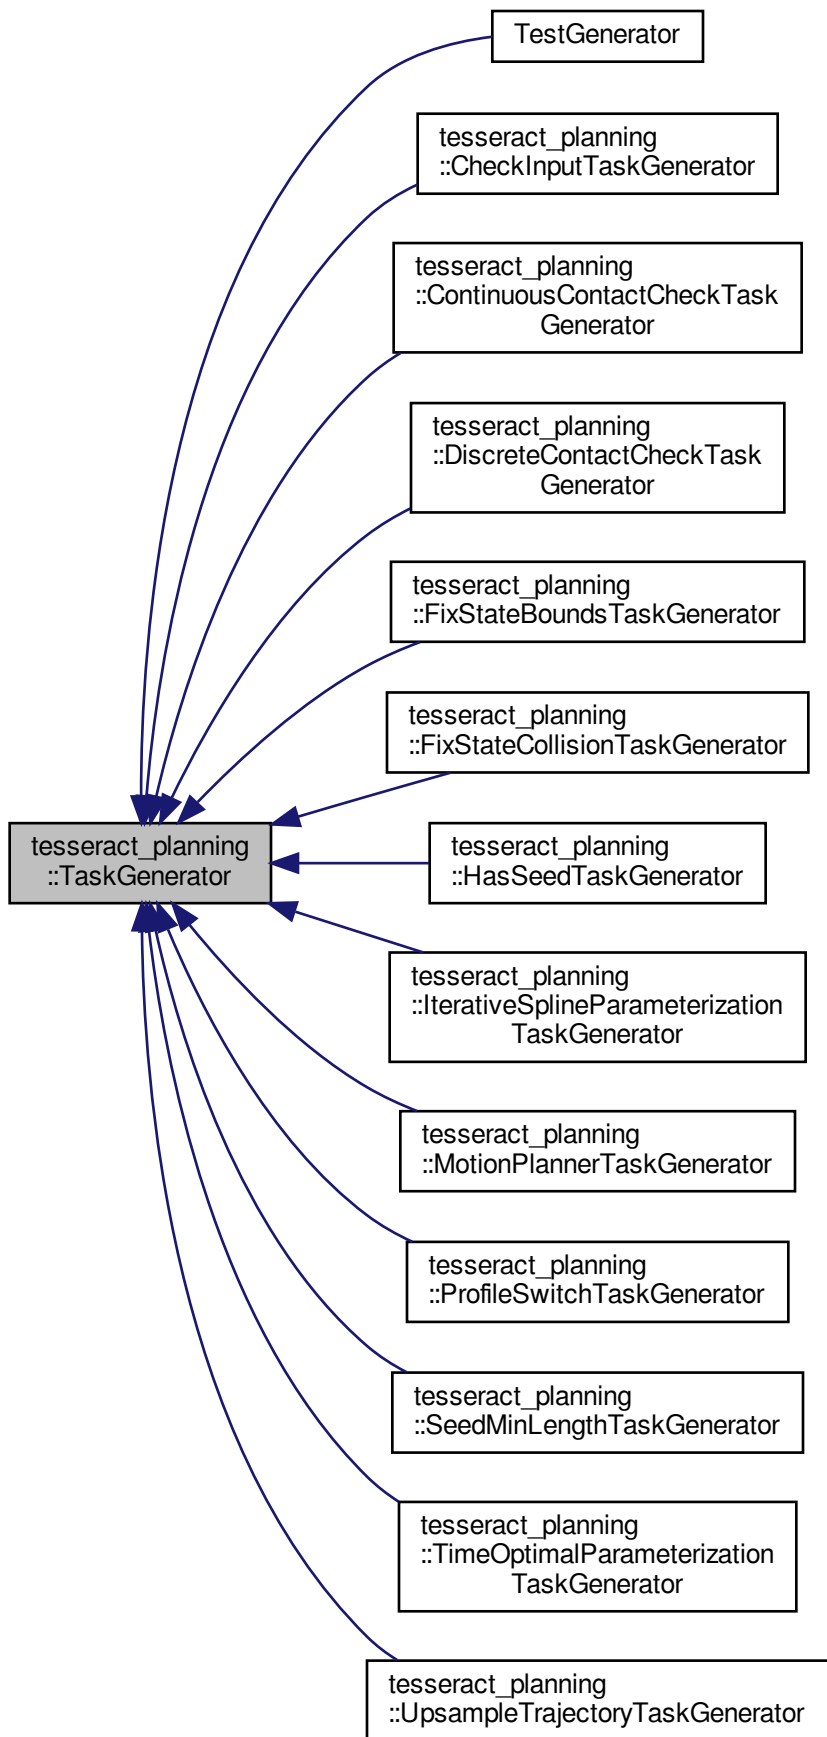 TestGenerator
tesseract_planning
::CheckInputTaskGenerator
tesseract_planning
::ContinuousContactCheckTask
Generator
tesseract_planning
::DiscreteContactCheckTask
Generator
tesseract_planning
::FixStateBoundsTaskGenerator
tesseract_planning
::FixStateCollisionTaskGenerator
tesseract_planning
::TaskGenerator
tesseract_planning
::HasSeedTaskGenerator
tesseract_planning
::IterativeSplineParameterization
TaskGenerator
tesseract_planning
::MotionPlannerTaskGenerator
tesseract_planning
::ProfileSwitchTaskGenerator
tesseract_planning
::SeedMinLengthTaskGenerator
tesseract_planning
::TimeOptimalParameterization
TaskGenerator
tesseract_planning
::UpsampleTrajectoryTaskGenerator